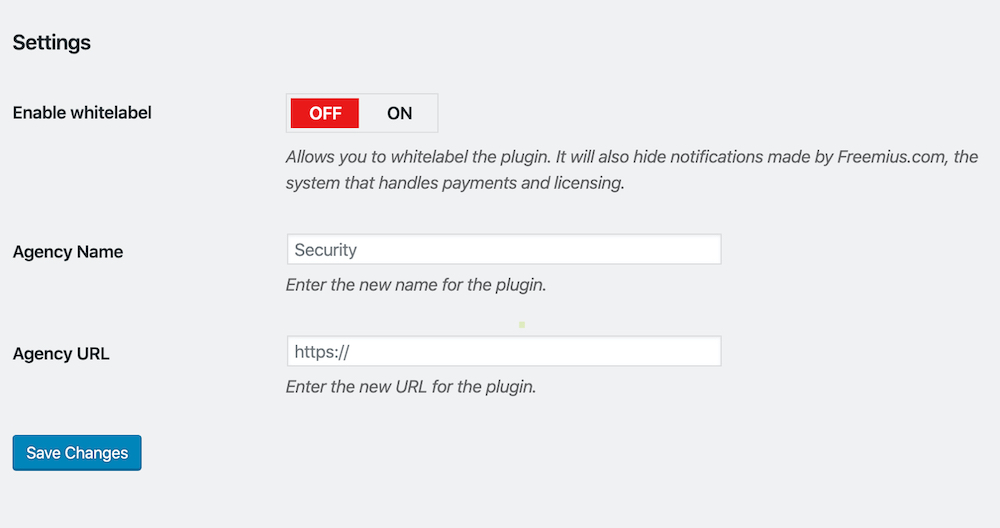 Settings
Enable whitelabel
OFF ON
Allows you to whitelabel the plugin. It will also hide notifications made by Freemius.com, the
system that handles payments and licensing.
Agency Name
Security
Enter the new name for the plugin.
Agency URL
https://
Enter the new URL for the plugin.
Save Changes